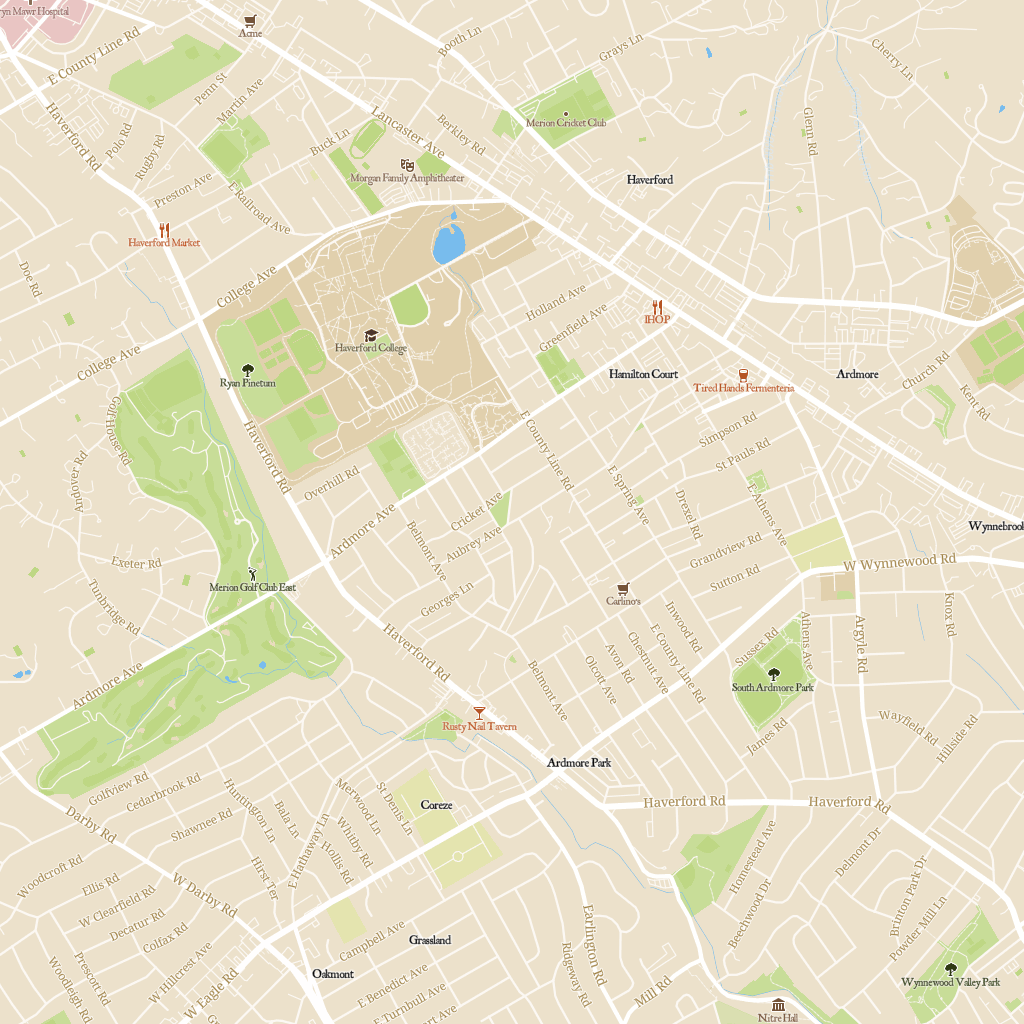 ryn Mawr Hospital
Acme
E County Line Rd
Booth Ln
Grays Ln
Cherry Ln
Penn St
Martin Ave
Haverford Rd
Polo Rd
Rugby Rd
Buck Ln
Lancaster Ave
Berkley Rd
Merion Cricket Club
Glenn Rd
Morgan Family Amphitheater
Preston Ave
E Railroad Ave
Haverford
Haverford Market
Doe Rd
College Ave
Holland Ave
Greenfield Ave
IHOP
Haverford College
College Ave
Ryan Pinetum
Hamilton Court
Tired Hands Fermenteria
Ardmore
Church Rd
Kent Rd
Golf House Rd
Haverford Rd
E County Line Rd
Simpson Rd
St Pauls Rd
Andover Rd
Overhill Rd
Cricket Ave
E Spring Ave
Drexel Rd
E Athens Ave
Ardmore Ave
Belmont Ave
Aubrey Ave
Wynnebrook
Exeter Rd
Grandview Rd
W Wynnewood Rd
Merion Golf Club East
Sutton Rd
Tunbridge Rd
Georges Ln
Carlino's
Inwood Rd
Knox Rd
Haverford Rd
E County Line Rd
Chestnut Ave
Avon Rd
Olcott Ave
Belmont Ave
Sussex Rd
Athens Ave
Argyle Rd
Ardmore Ave
South Ardmore Park
Rusty Nail Tavern
James Rd
Wayfield Rd
Hillside Rd
Ardmore Park
Golfview Rd
Cedarbrook Rd
Huntington Ln
Merwood Ln
St Denis Ln
Coreze
Haverford Rd
Haverford Rd
Darby Rd
Shawnee Rd
Bala Ln
E Hathaway Ln
Whitby Rd
Hollis Rd
Homestead Ave
Delmont Dr
Woodcroft Rd
Ellis Rd
Hirst Ter
W Darby Rd
W Clearfield Rd
Decatur Rd
Colfax Rd
Beechwood Dr
Brinton Park Dr
Powder Mill Ln
Earlington Rd
Campbell Ave
Grassland
W Hillcrest Ave
Prescott Rd
Woodleigh Rd
W Eagle Rd
Oakmont
E Benedict Ave
E Turnbull Ave
Ridgeway Rd
Mill Rd
Wynnewood Valley Park
Nitre Hall